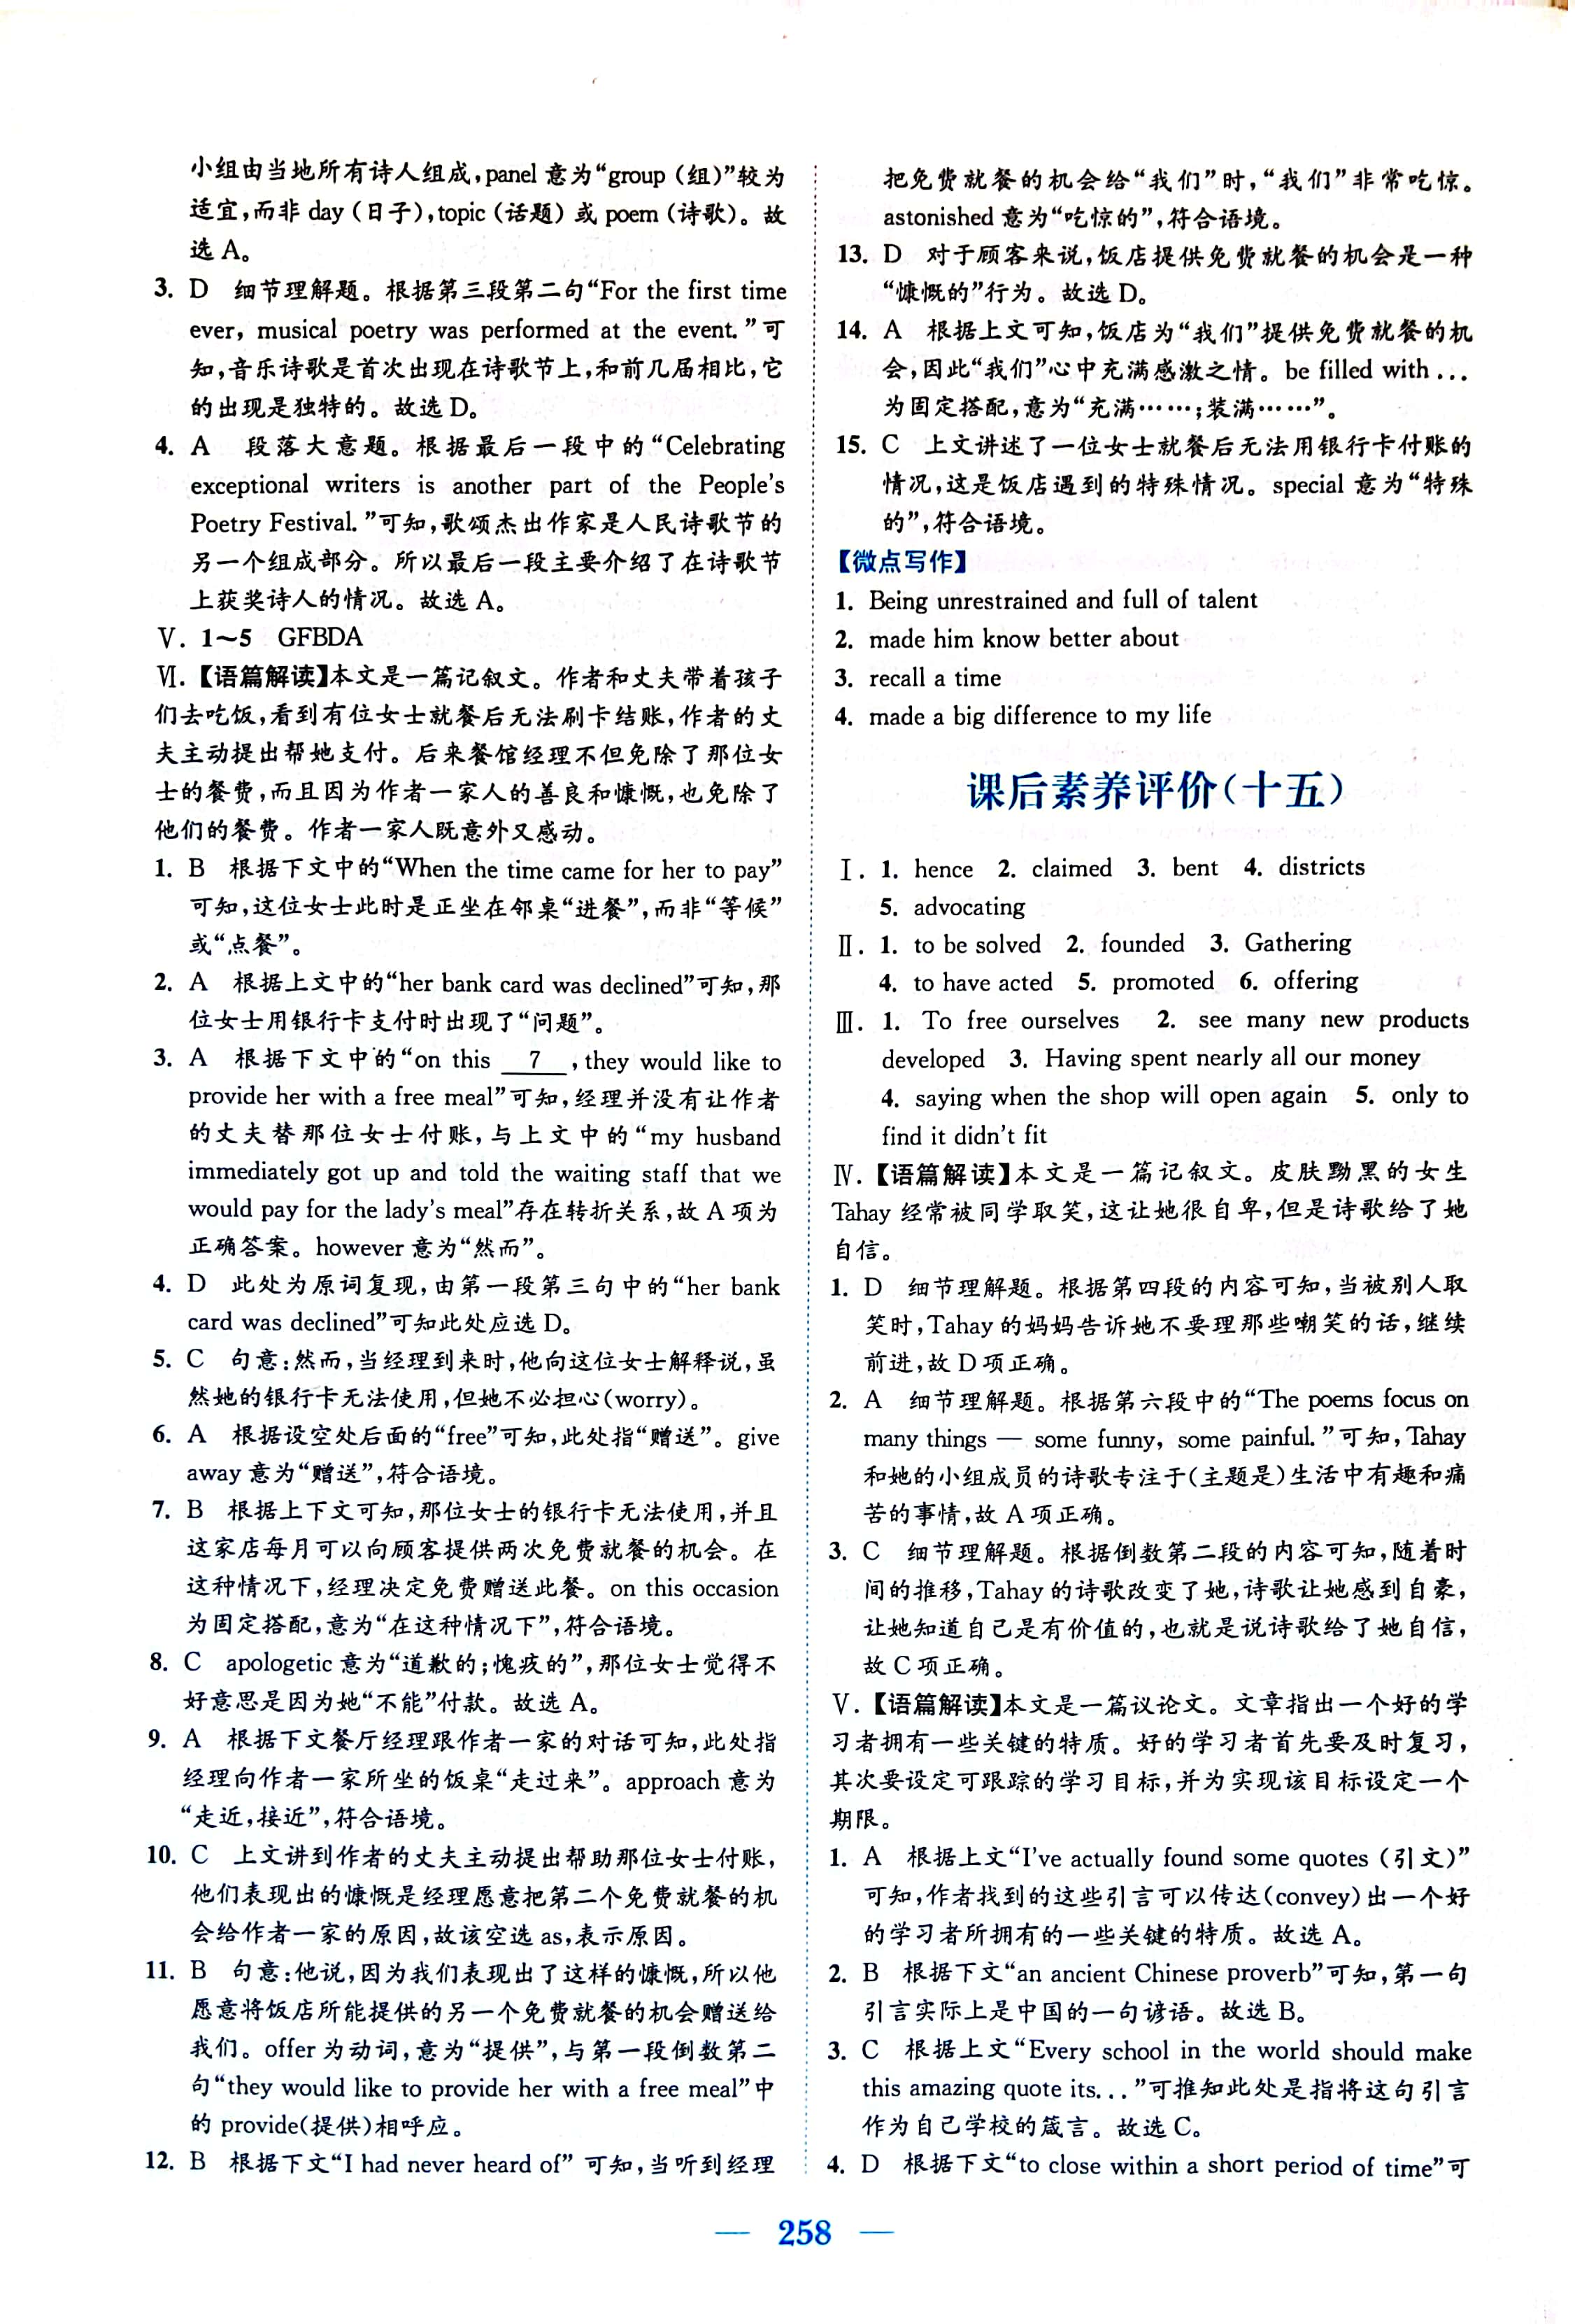 小组由当地所有诗人组成,panel 意为“group (组)”较为
适宜,而非 day (日子),topic (话题) 或 poem (诗歌)。故
选 A。
3. D 细节理解题。根据第三段第二句“For the first time
ever, musical poetry was performed at the event. ”可
知,音乐诗歌是首次出现在诗歌节上,和前几届相比,它
的出现是独特的。故选 D。
4. A 段落大意题。根据最后一段中的“Celebrating
exceptional writers is another part of the People's
Poetry Festival. ”可知,歌颂杰出作家是人民诗歌节的
另一个组成部分。所以最后一段主要介绍了在诗歌节
上获奖诗人的情况。故选 A。
Ⅴ. 1~5 GFBDA
Ⅵ.【语篇解读】本文是一篇记叙文。作者和丈夫带着孩子
们去吃饭,看到有位女士就餐后无法刷卡结账,作者的丈
夫主动提出帮她支付。后来餐馆经理不但免除了那位女
士的餐费,而且因为作者一家人的善良和慷慨,也免除了
他们的餐费。作者一家人既意外又感动。
1. B 根据下文中的“When the time came for her to pay”
可知,这位女士此时是正坐在邻桌“进餐”,而非“等候”
或“点餐”。
2. A 根据上文中的“her bank card was declined”可知,那
位女士用银行卡支付时出现了“问题”。
3. A 根据下文中的“on this 7 , they would like to
provide her with a free meal”可知,经理并没有让作者
的丈夫替那位女士付账,与上文中的“my husband
immediately got up and told the waiting staff that we
would pay for the lady's meal”存在转折关系,故 A 项为
正确答案。however 意为“然而”。
4. D 此处为原词复现,由第一段第三句中的“her bank
card was declined”可知此处应选 D。
5. C 句意:然而,当经理到来时,他向这位女士解释说,虽
然她的银行卡无法使用,但她不必担心(worry)。
6. A 根据设空处后面的“free”可知,此处指“赠送”。give
away 意为“赠送”,符合语境。
7. B 根据上下文可知,那位女士的银行卡无法使用,并且
这家店每月可以向顾客提供两次免费就餐的机会。在
这种情况下,经理决定免费赠送此餐。on this occasion
为固定搭配,意为“在这种情况下”,符合语境。
8. C apologetic 意为“道歉的;愧疚的”,那位女士觉得不
好意思是因为她“不能”付款。故选 A。
9. A 根据下文餐厅经理跟作者一家的对话可知,此处指
经理向作者一家所坐的饭桌“走过来”。approach 意为
“走近,接近”,符合语境。
10. C 上文讲到作者的丈夫主动提出帮助那位女士付账,
他们表现出的慷慨是经理愿意把第二个免费就餐的机
会给作者一家的原因,故该空选 as,表示原因。
11. B 句意:他说,因为我们表现出了这样的慷慨,所以他
愿意将饭店所能提供的另一个免费就餐的机会赠送给
我们。offer 为动词,意为“提供”,与第一段倒数第二
句“they would like to provide her with a free meal”中
的 provide(提供)相呼应。
12. B 根据下文“I had never heard of” 可知,当听到经理
把免费就餐的机会给“我们”时,“我们”非常吃惊。
astonished 意为“吃惊的”,符合语境。
13. D 对于顾客来说,饭店提供免费就餐的机会是一种
“慷慨的”行为。故选 D。
14. A 根据上文可知,饭店为“我们”提供免费就餐的机
会,因此“我们”心中充满感激之情。be filled with ...
为固定搭配,意为“充满……;装满……”。
15. C 上文讲述了一位女士就餐后无法用银行卡付账的
情况,这是饭店遇到的特殊情况。special 意为“特殊
的”,符合语境。
【微点写作】
1. Being unrestrained and full of talent
2. made him know better about
3. recall a time
4. made a big difference to my life
课后素养评价(十五)
Ⅰ. 1. hence 2. claimed 3. bent 4. districts
5. advocating
Ⅱ. 1. to be solved 2. founded 3. Gathering
4. to have acted 5. promoted 6. offering
Ⅲ. 1. To free ourselves 2. see many new products
developed 3. Having spent nearly all our money
4. saying when the shop will open again 5. only to
find it didn't fit
Ⅳ.【语篇解读】本文是一篇记叙文。皮肤黝黑的女生
Tahay 经常被同学取笑,这让她很自卑,但是诗歌给了她
自信。
1. D 细节理解题。根据第四段的内容可知,当被别人取
笑时,Tahay 的妈妈告诉她不要理那些嘲笑的话,继续
前进,故 D 项正确。
2. A 细节理解题。根据第六段中的“The poems focus on
many things — some funny, some painful. ”可知,Tahay
和她的小组成员的诗歌专注于(主题是)生活中有趣和痛
苦的事情,故 A 项正确。
3. C 细节理解题。根据倒数第二段的内容可知,随着时
间的推移,Tahay 的诗歌改变了她,诗歌让她感到自豪,
让她知道自己是有价值的,也就是说诗歌给了她自信,
故 C 项正确。
Ⅴ.【语篇解读】本文是一篇议论文。文章指出一个好的学
习者拥有一些关键的特质。好的学习者首先要及时复习,
其次要设定可跟踪的学习目标,并为实现该目标设定一个
期限。
1. A 根据上文“I've actually found some quotes (引文)”
可知,作者找到的这些引言可以传达(convey)出一个好
的学习者所拥有的一些关键的特质。故选 A。
2. B 根据下文“an ancient Chinese proverb”可知,第一句
引言实际上是中国的一句谚语。故选 B。
3. C 根据上文“Every school in the world should make
this amazing quote its... ”可推知此处是指将这句引言
作为自己学校的箴言。故选 C。
4. D 根据下文“to close within a short period of time”可
— 258 —